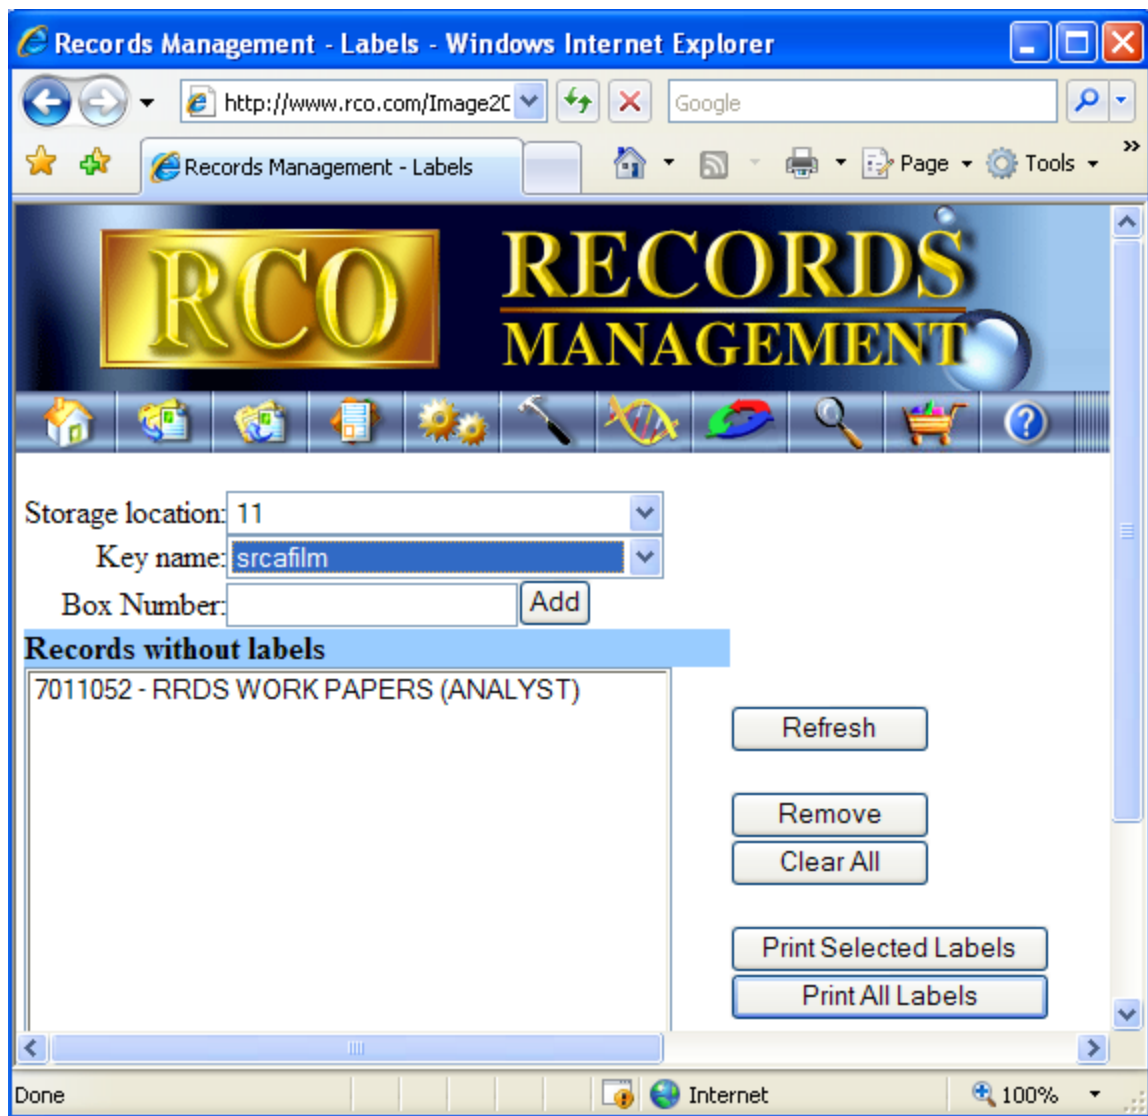 Records Management - Labels - Windows Internet Explorer
http://www.rco.com/Image2C
Google
Records Management - Labels
Page
Tools
RCO
RECORDS
MANAGEMENT
Storage location: 11
Key name: srcafilm
Box Number:
Add
Records without labels
7011052 - RRDS WORK PAPERS (ANALYST)
Refresh
Remove
Clear All
Print Selected Labels
Print All Labels
Done
Internet
100%